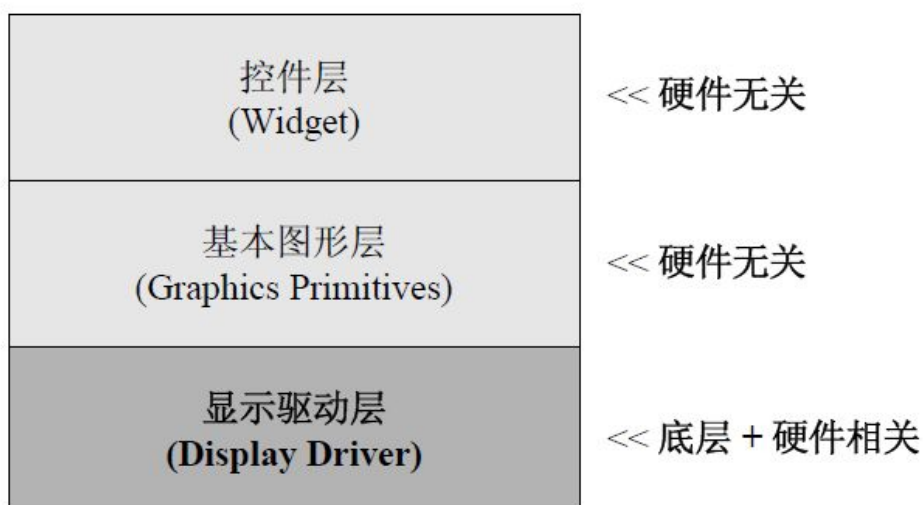 控件层
(Widget)
<< 硬件无关
基本图形层
(Graphics Primitives)
<< 硬件无关
显示驱动层
(Display Driver)
<< 底层 + 硬件相关